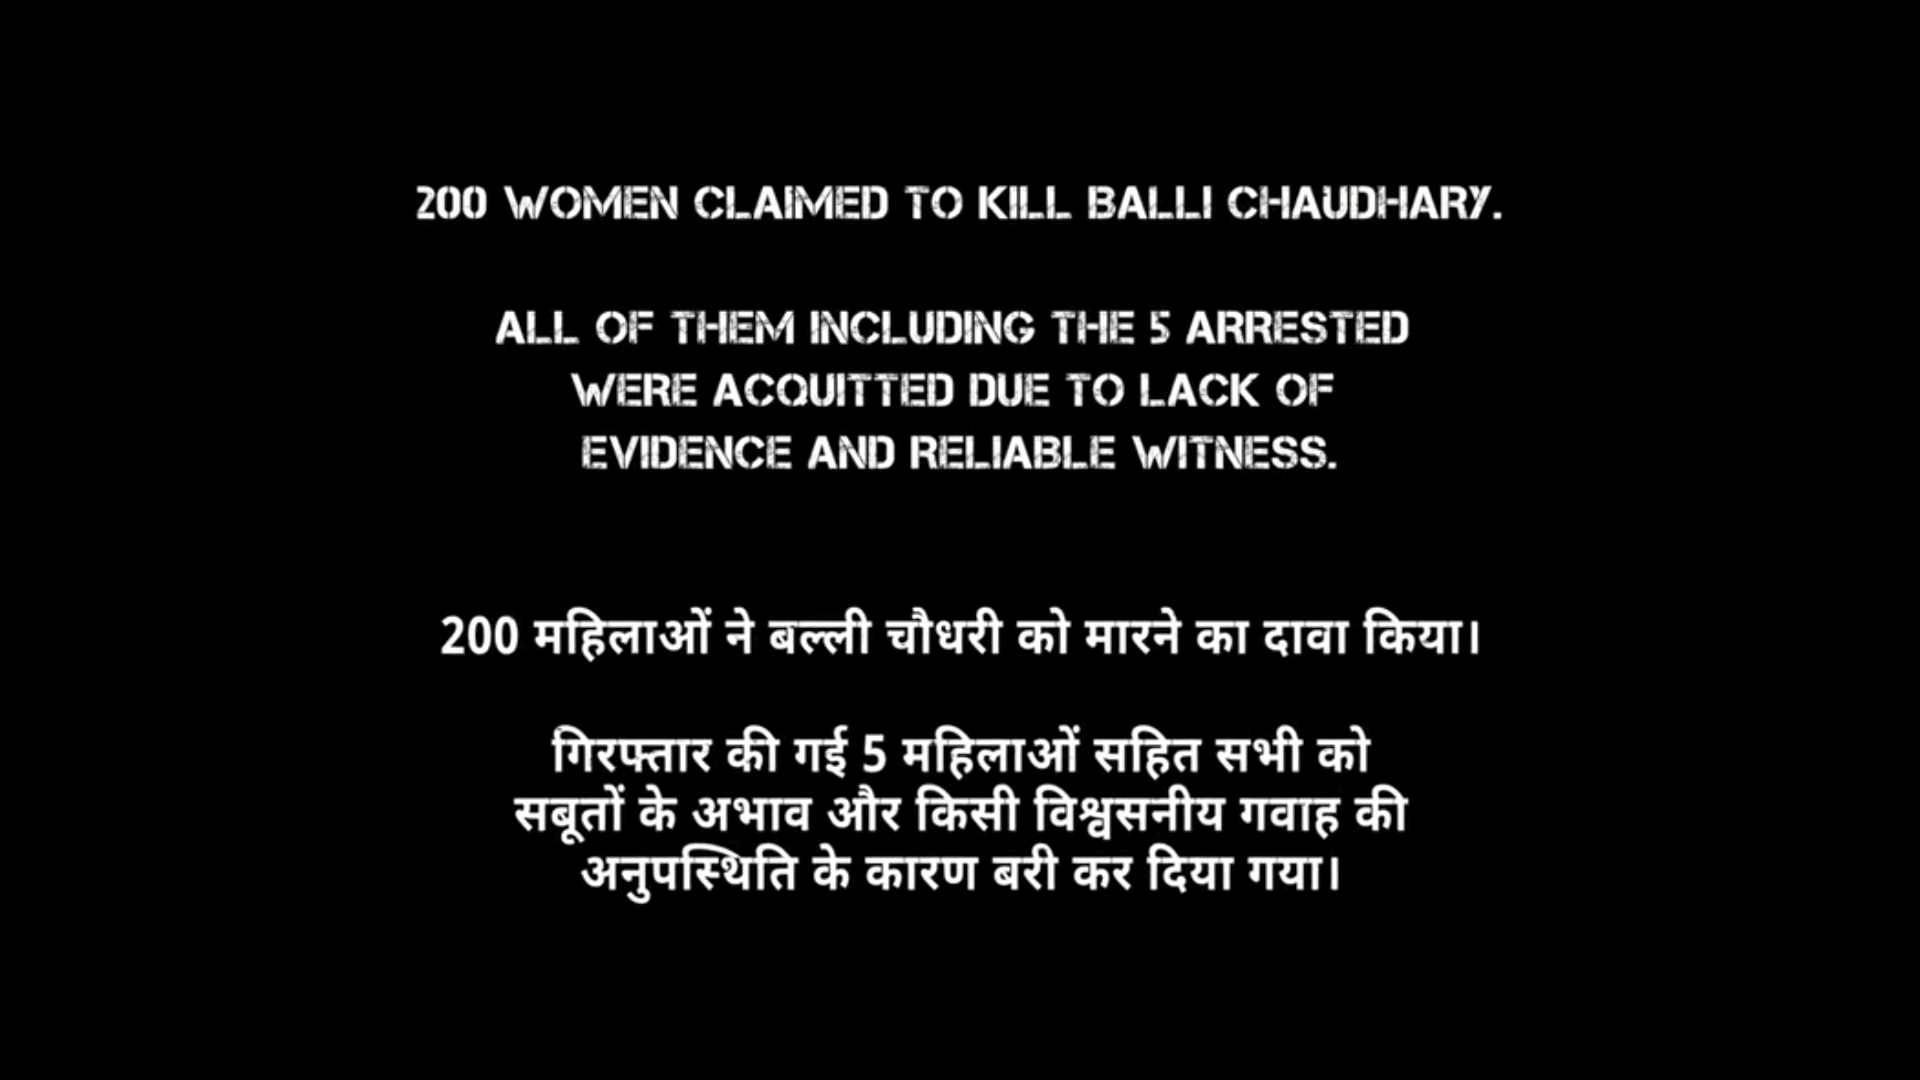 200 WOMEN CLAIMED TO KILL BALLI CHAUDHARY.
ALL OF THEM INCLUDING THE 5 ARRESTED
WERE ACQUITTED DUE TO LACK OF
EVIDENCE AND RELIABLE WITNESS.
200 महिलाओं ने बल्ली चौधरी को मारने का दावा किया।
गिरफ्तार की गई 5 महिलाओं सहित सभी को
सबूतों के अभाव और किसी विश्वसनीय गवाह की
अनुपस्थिति के कारण बरी कर दिया गया।